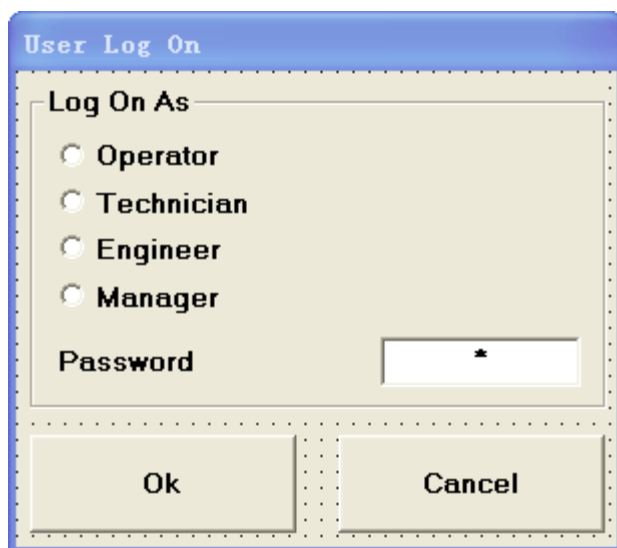 User Log On
Log On As
Operator
Technician
Engineer
Manager
Password *
Ok Cancel